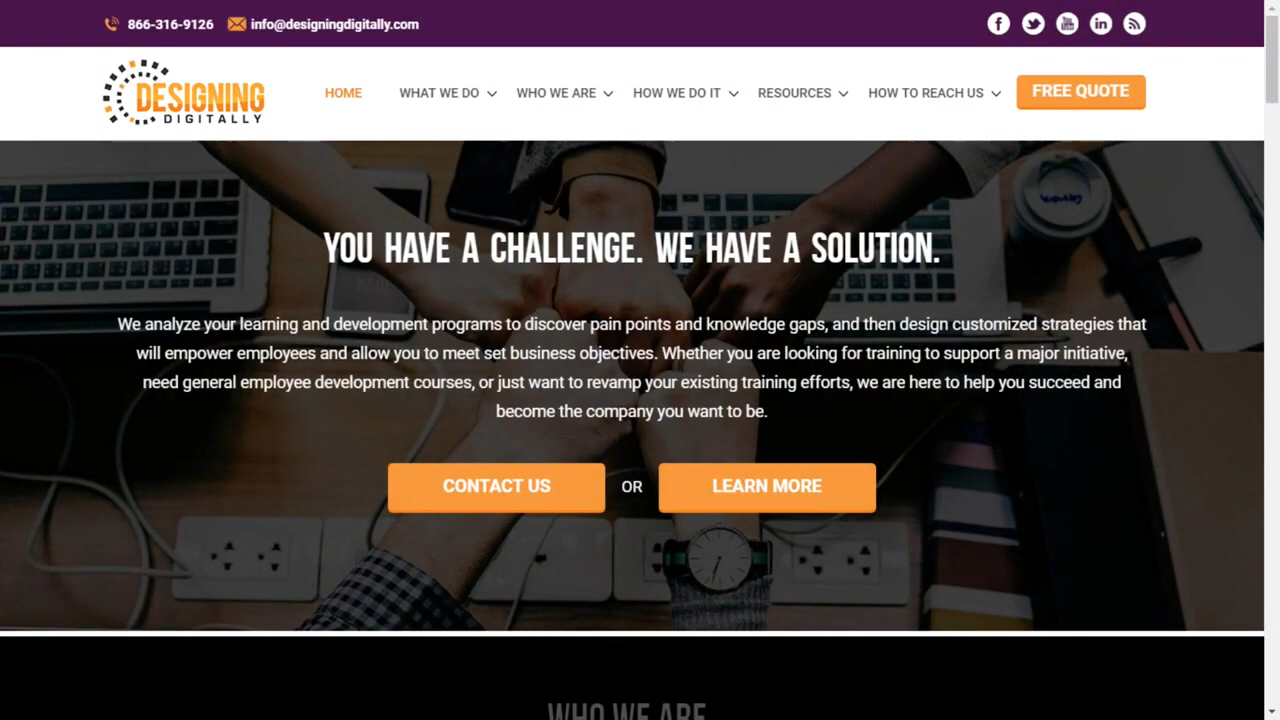 866-316-9126 info@designingdigitally.com
DESIGNING
DIGITALLY
HOME WHAT WE DO WHO WE ARE HOW WE DO IT RESOURCES HOW TO REACH US FREE QUOTE
YOU HAVE A CHALLENGE. WE HAVE A SOLUTION.
We analyze your learning and development programs to discover pain points and knowledge gaps, and then design customized strategies that
will empower employees and allow you to meet set business objectives. Whether you are looking for training to support a major initiative,
need general employee development courses, or just want to revamp your existing training efforts, we are here to help you succeed and
become the company you want to be.
CONTACT US OR LEARN MORE
WHO WE ARE